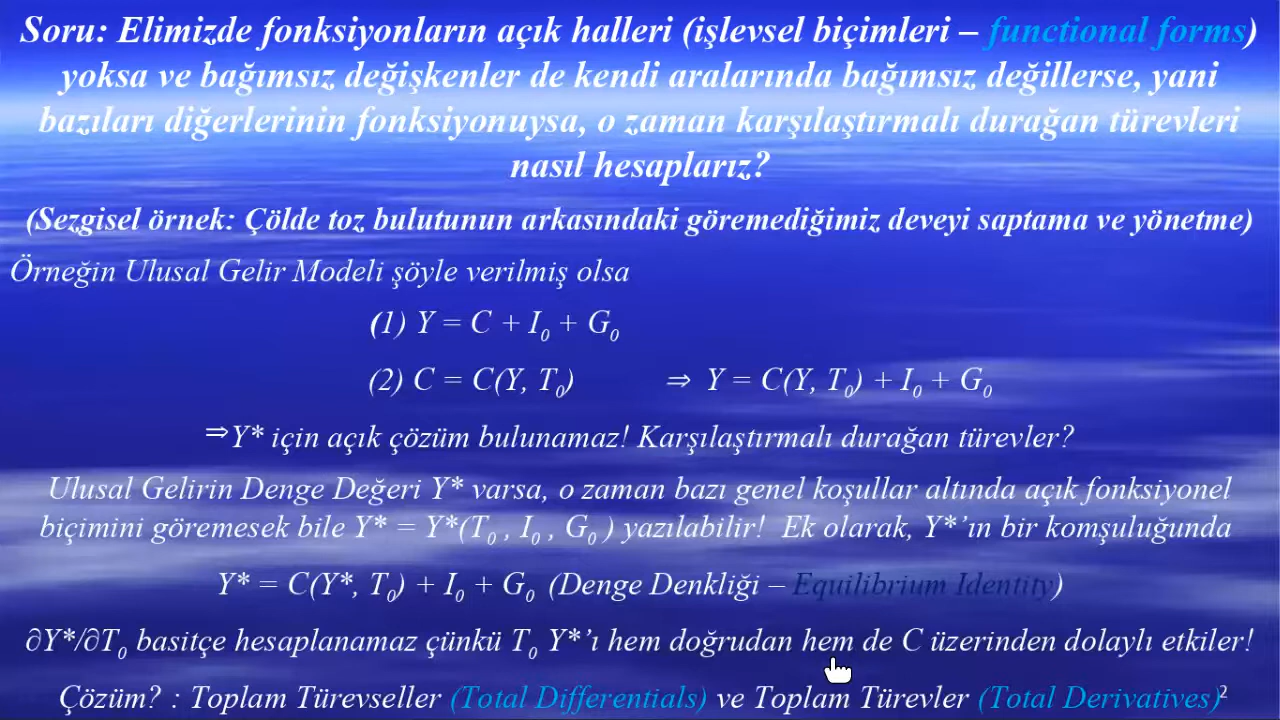 Soru: Elimizde fonksiyonların açık halleri (işlevsel biçimleri – functional forms)
yoksa ve bağımsız değişkenler de kendi aralarında bağımsız değillerse, yani
bazıları diğerlerinin fonksiyonuysa, o zaman karşılaştırmalı durağan türevleri
nasıl hesaplarız?
(Sezgisel örnek: Çölde toz bulutunun arkasındaki göremediğimiz deveyi saptama ve yönetme)
Örneğin Ulusal Gelir Modeli şöyle verilmiş olsa
(1) Y = C + I₀ + G₀
(2) C = C(Y, T₀) ⇒ Y = C(Y, T₀) + I₀ + G₀
⇒Y* için açık çözüm bulunamaz! Karşılaştırmalı durağan türevler?
Ulusal Gelirin Denge Değeri Y* varsa, o zaman bazı genel koşullar altında açık fonksiyonel
biçimini göremesek bile Y* = Y*(T₀ , I₀ , G₀ ) yazılabilir! Ek olarak, Y*’ın bir komşuluğunda
Y* = C(Y*, T₀) + I₀ + G₀ (Denge Denkliği – Equilibrium Identity)
∂Y*/∂T₀ basitçe hesaplanamaz çünkü T₀ Y*’ı hem doğrudan hem de C üzerinden dolaylı etkiler!
Çözüm? : Toplam Türevseller (Total Differentials) ve Toplam Türevler (Total Derivatives)
2